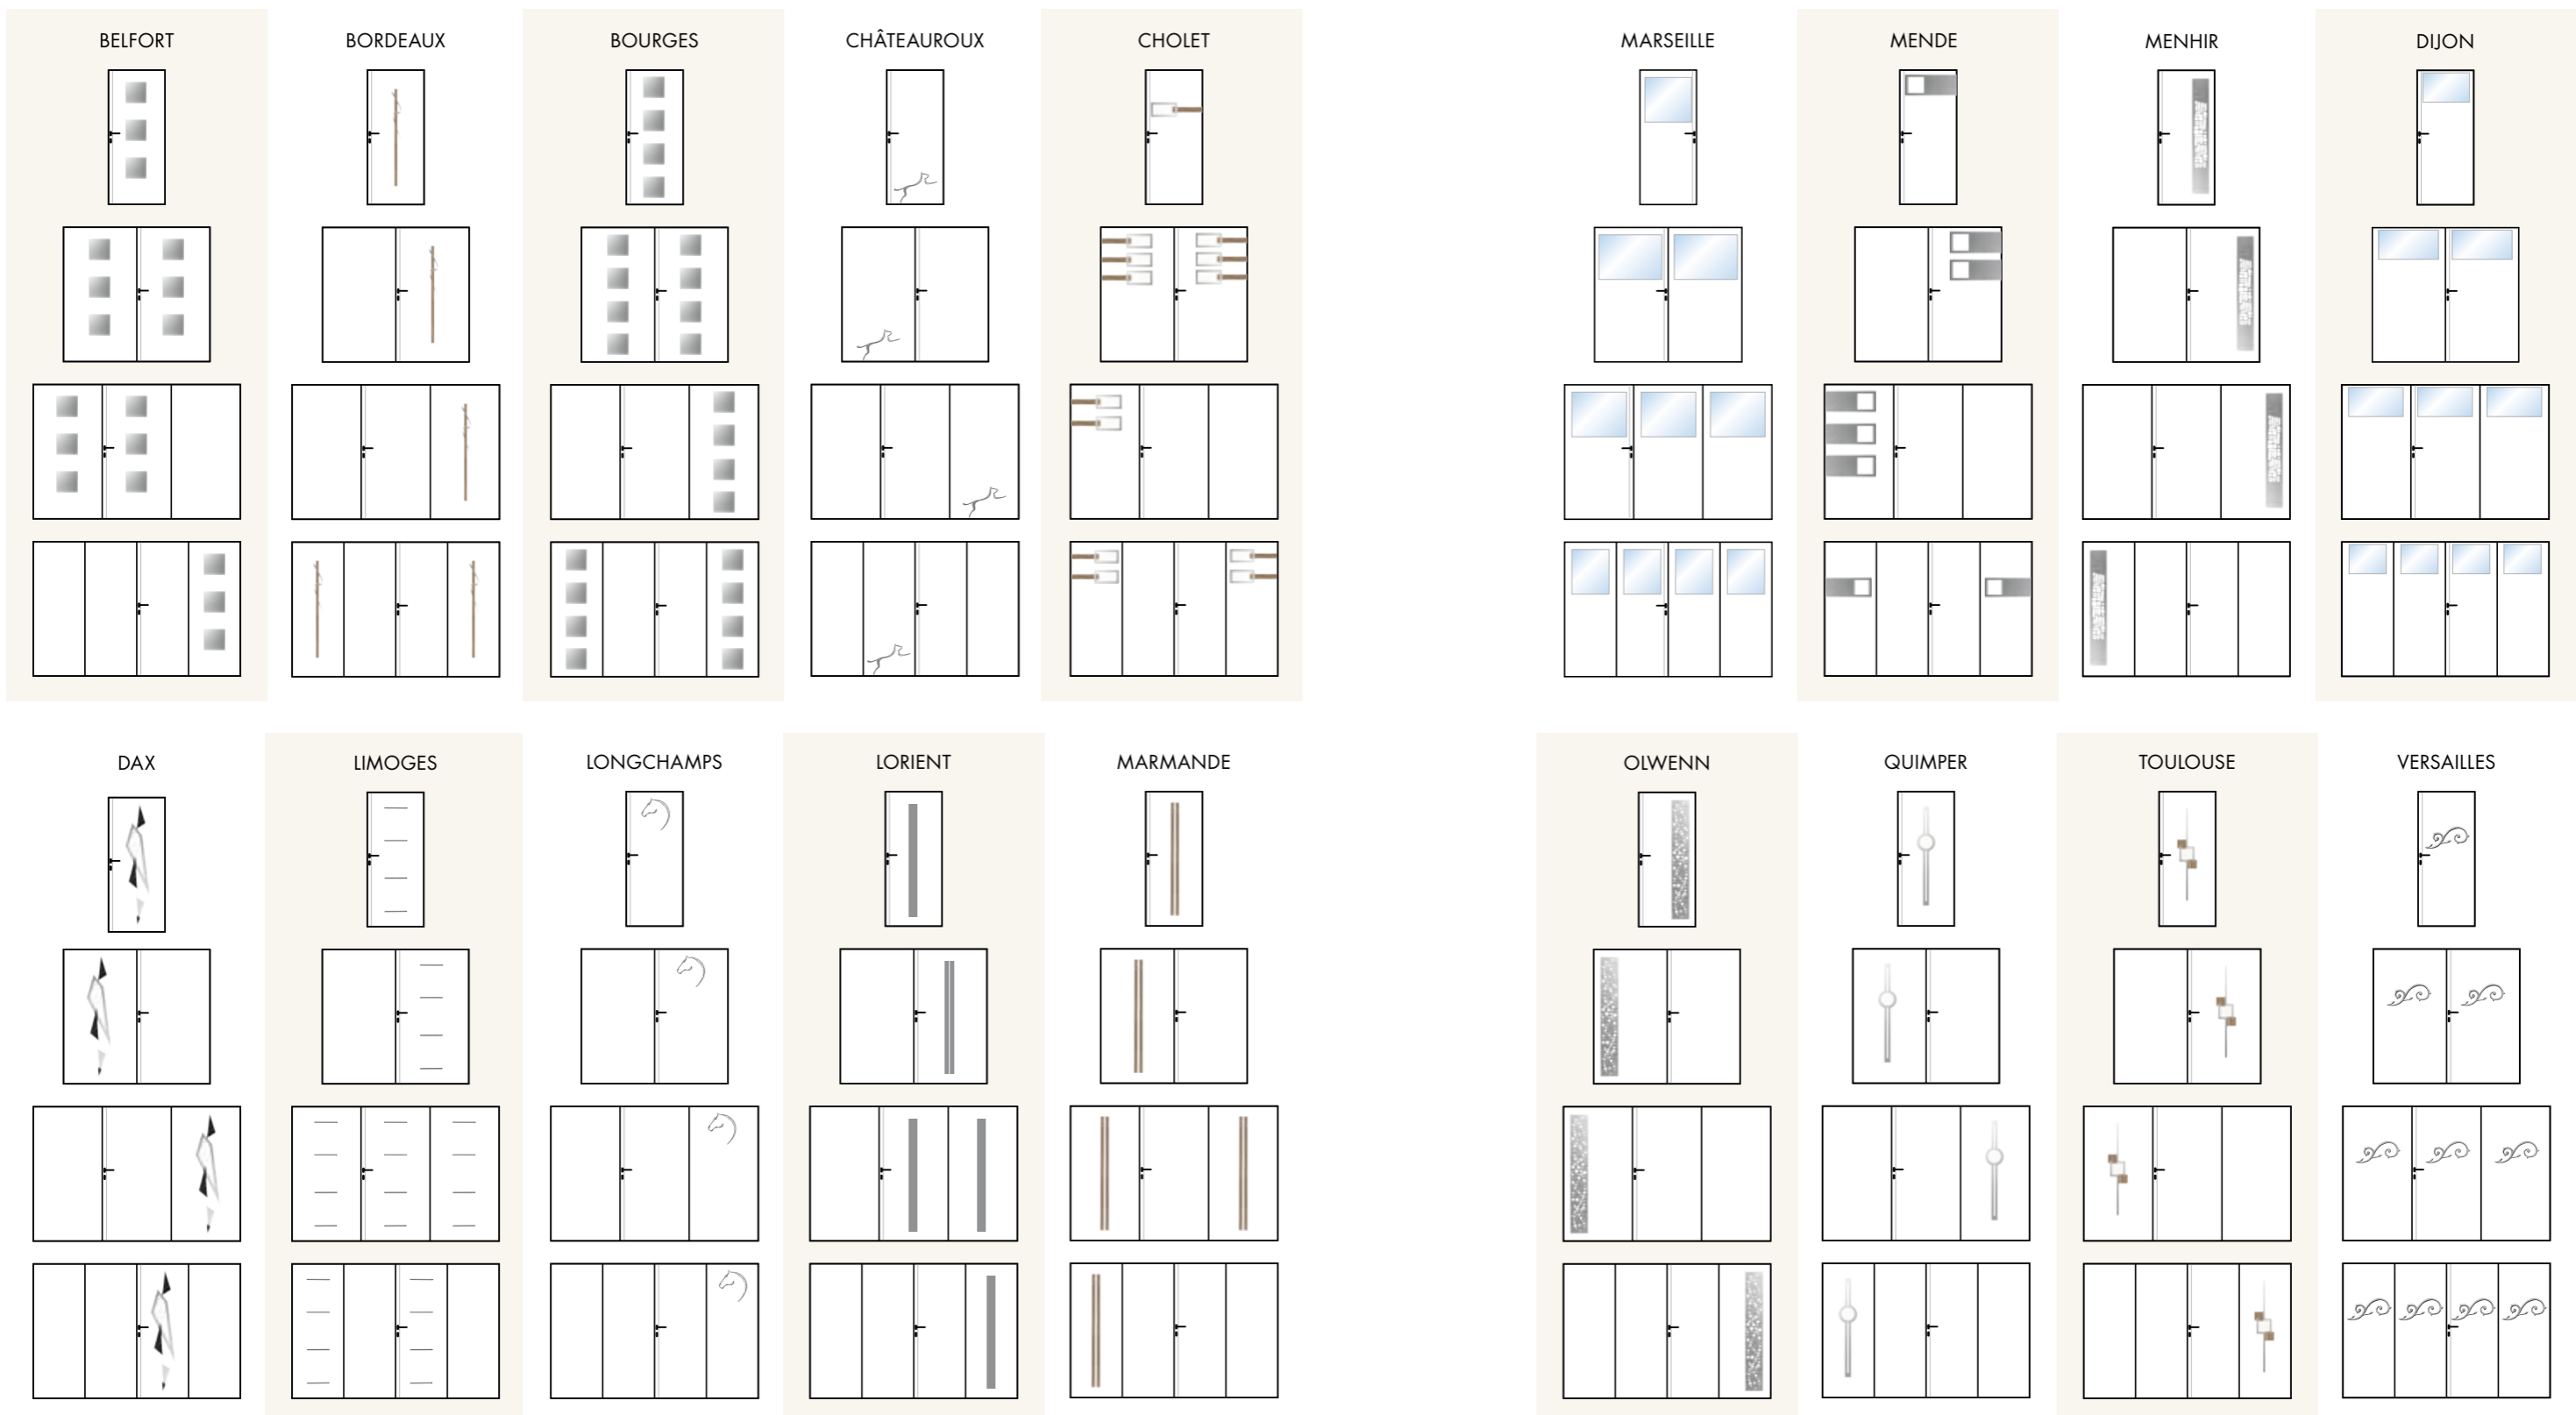 BELFORT
BORDEAUX
BOURGES
CHÂTEAUROUX
CHOLET
MARSEILLE
MENDE
MENHIR
DIJON
DAX
LIMOGES
LONGCHAMPS
LORIENT
MARMANDE
OLWENN
QUIMPER
TOULOUSE
VERSAILLES